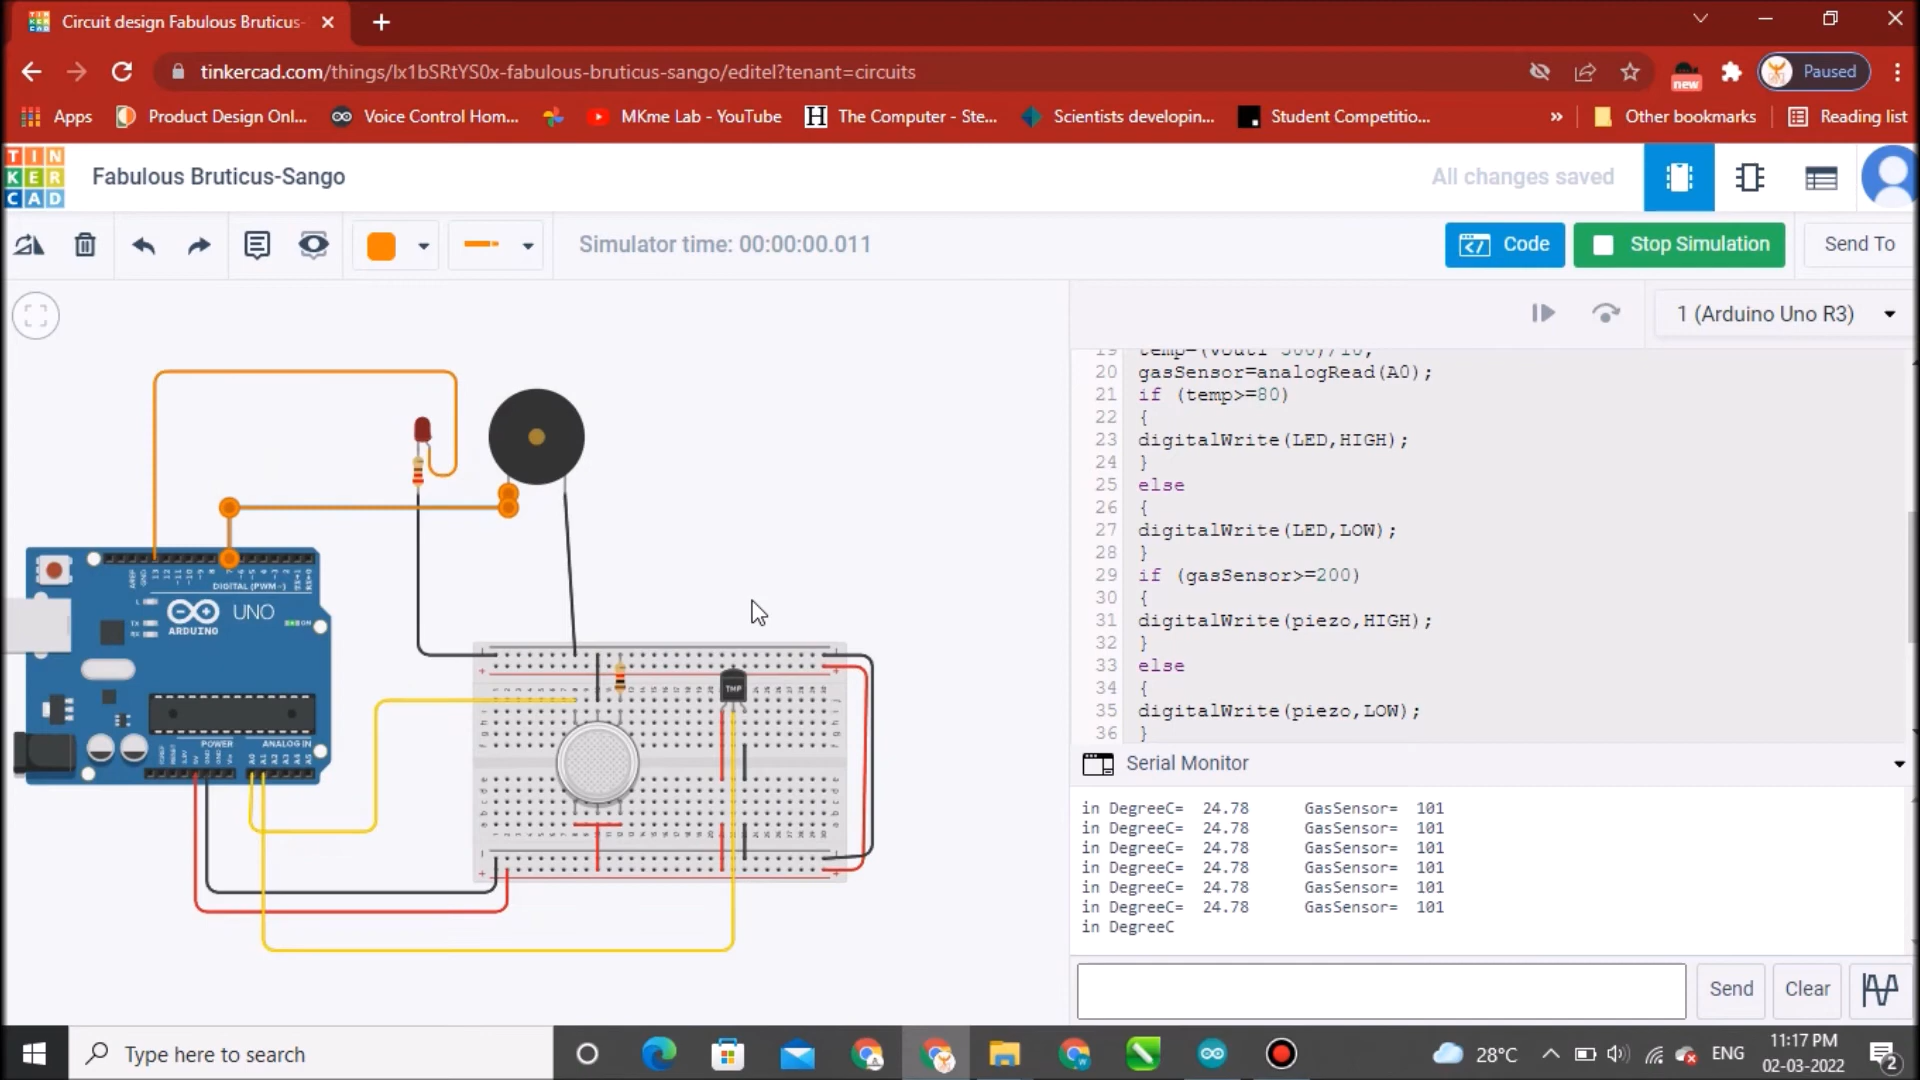 Circuit design Fabulous Bruticus-
tinkercad.com/things/lx1bSRtYS0x-fabulous-bruticus-sango/editel?tenant=circuits
new
Paused
Apps
Product Design Onl...
Voice Control Hom...
MKme Lab - YouTube
The Computer - Ste...
Scientists developin...
Student Competitio...
»
Other bookmarks
Reading list
TIN
KER
CAD
Fabulous Bruticus-Sango
All changes saved
Simulator time: 00:00:00.011
Code
Stop Simulation
Send To
1 (Arduino Uno R3)
20 gasSensor=analogRead(A0);
21 if (temp>=80)
22 {
23 digitalWrite(LED,HIGH);
24 }
25 else
26 {
27 digitalWrite(LED,LOW);
28 }
29 if (gasSensor>=200)
30 {
31 digitalWrite(piezo,HIGH);
32 }
33 else
34 {
35 digitalWrite(piezo,LOW);
36 }
DIGITAL (PWM~)
UNO
ARDUINO
ON
POWER
ANALOG IN
TMP
Serial Monitor
in DegreeC= 24.78 GasSensor= 101
in DegreeC= 24.78 GasSensor= 101
in DegreeC= 24.78 GasSensor= 101
in DegreeC= 24.78 GasSensor= 101
in DegreeC= 24.78 GasSensor= 101
in DegreeC= 24.78 GasSensor= 101
in DegreeC
Send
Clear
Type here to search
28°C
ENG
11:17 PM
02-03-2022
2